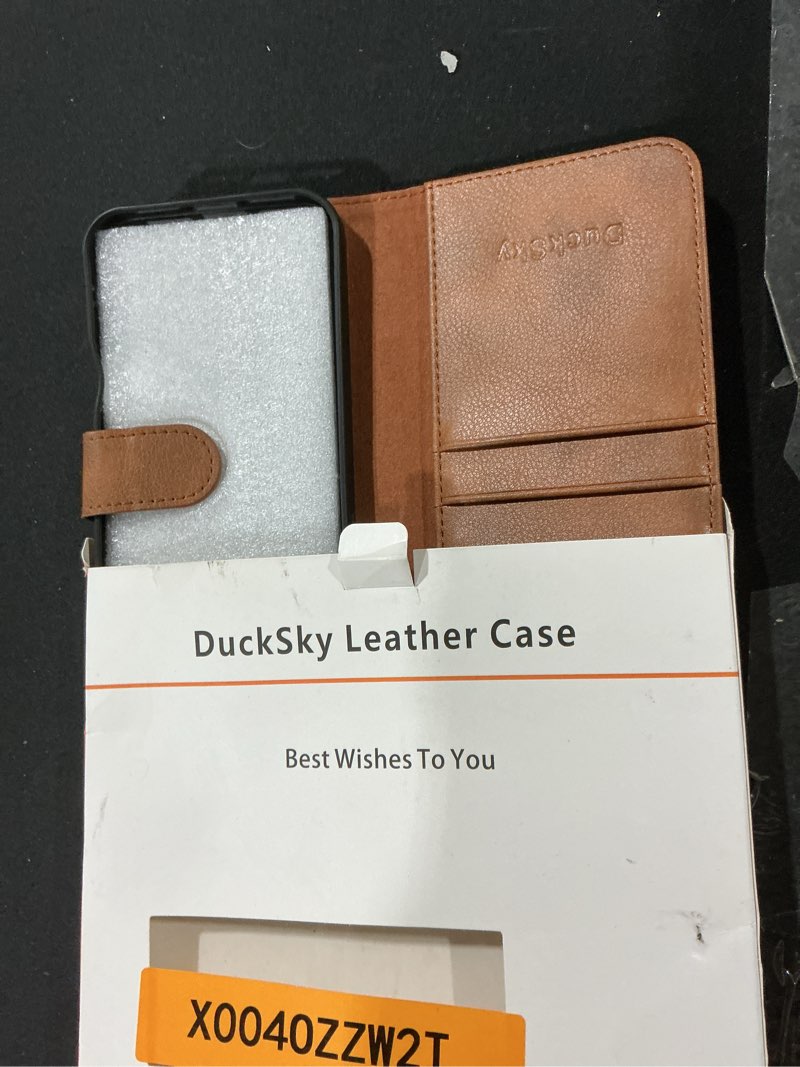 DuckSky
DuckSky Leather Case
Best Wishes To You
X0040ZZW2T